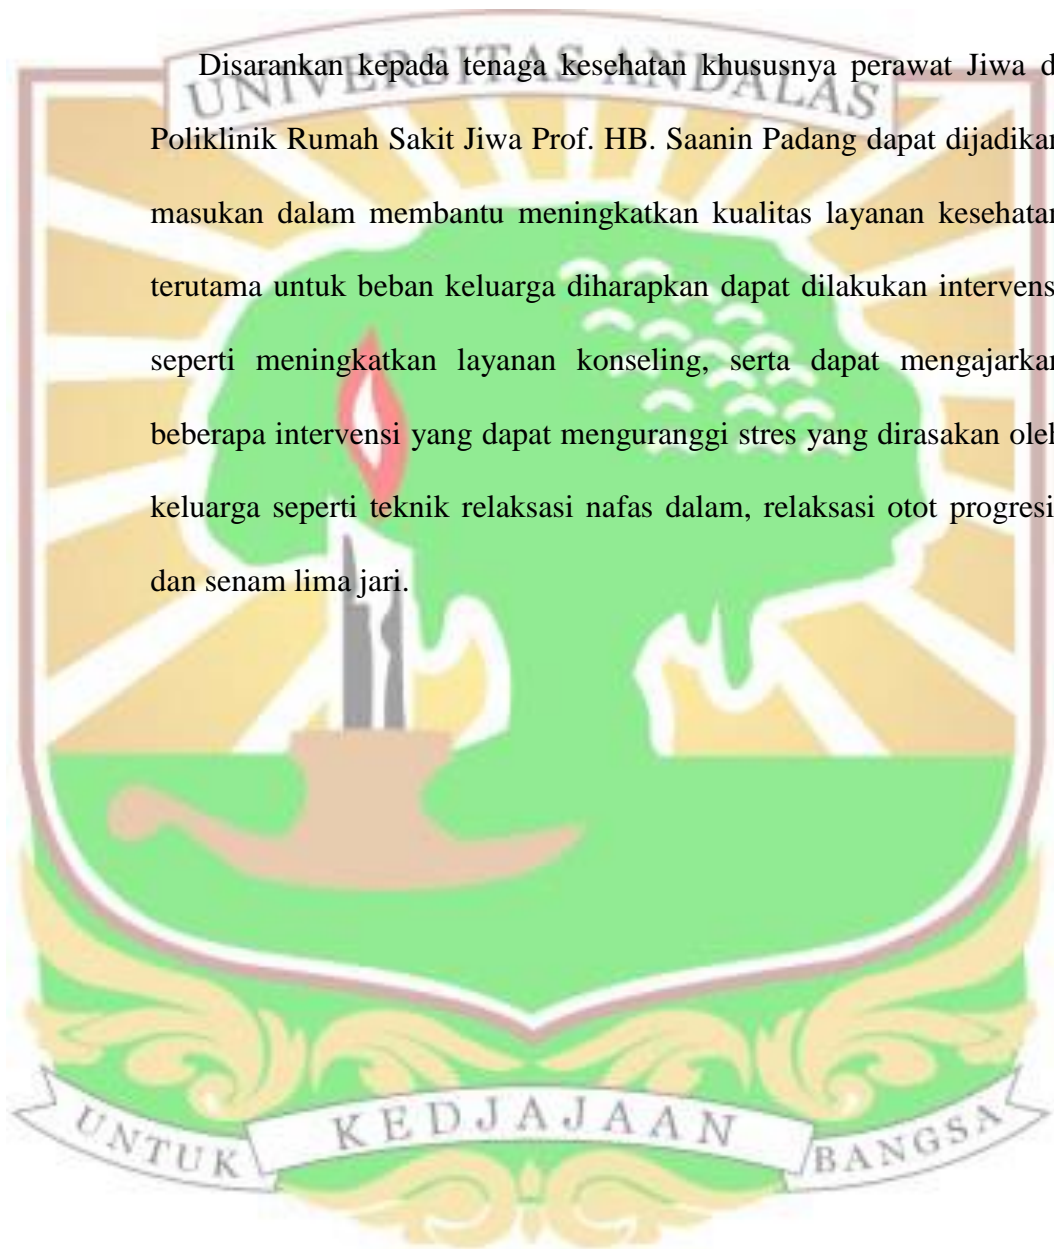 UNIVERSITAS ANDALAS
Disarankan kepada tenaga kesehatan khususnya perawat Jiwa d
Poliklinik Rumah Sakit Jiwa Prof. HB. Saanin Padang dapat dijadikan
masukan dalam membantu meningkatkan kualitas layanan kesehatan
terutama untuk beban keluarga diharapkan dapat dilakukan intervens
seperti meningkatkan layanan konseling, serta dapat mengajarkan
beberapa intervensi yang dapat menguranggi stres yang dirasakan oleh
keluarga seperti teknik relaksasi nafas dalam, relaksasi otot progresi
dan senam lima jari.
UNTUK KEDJAJAAN BANGSA